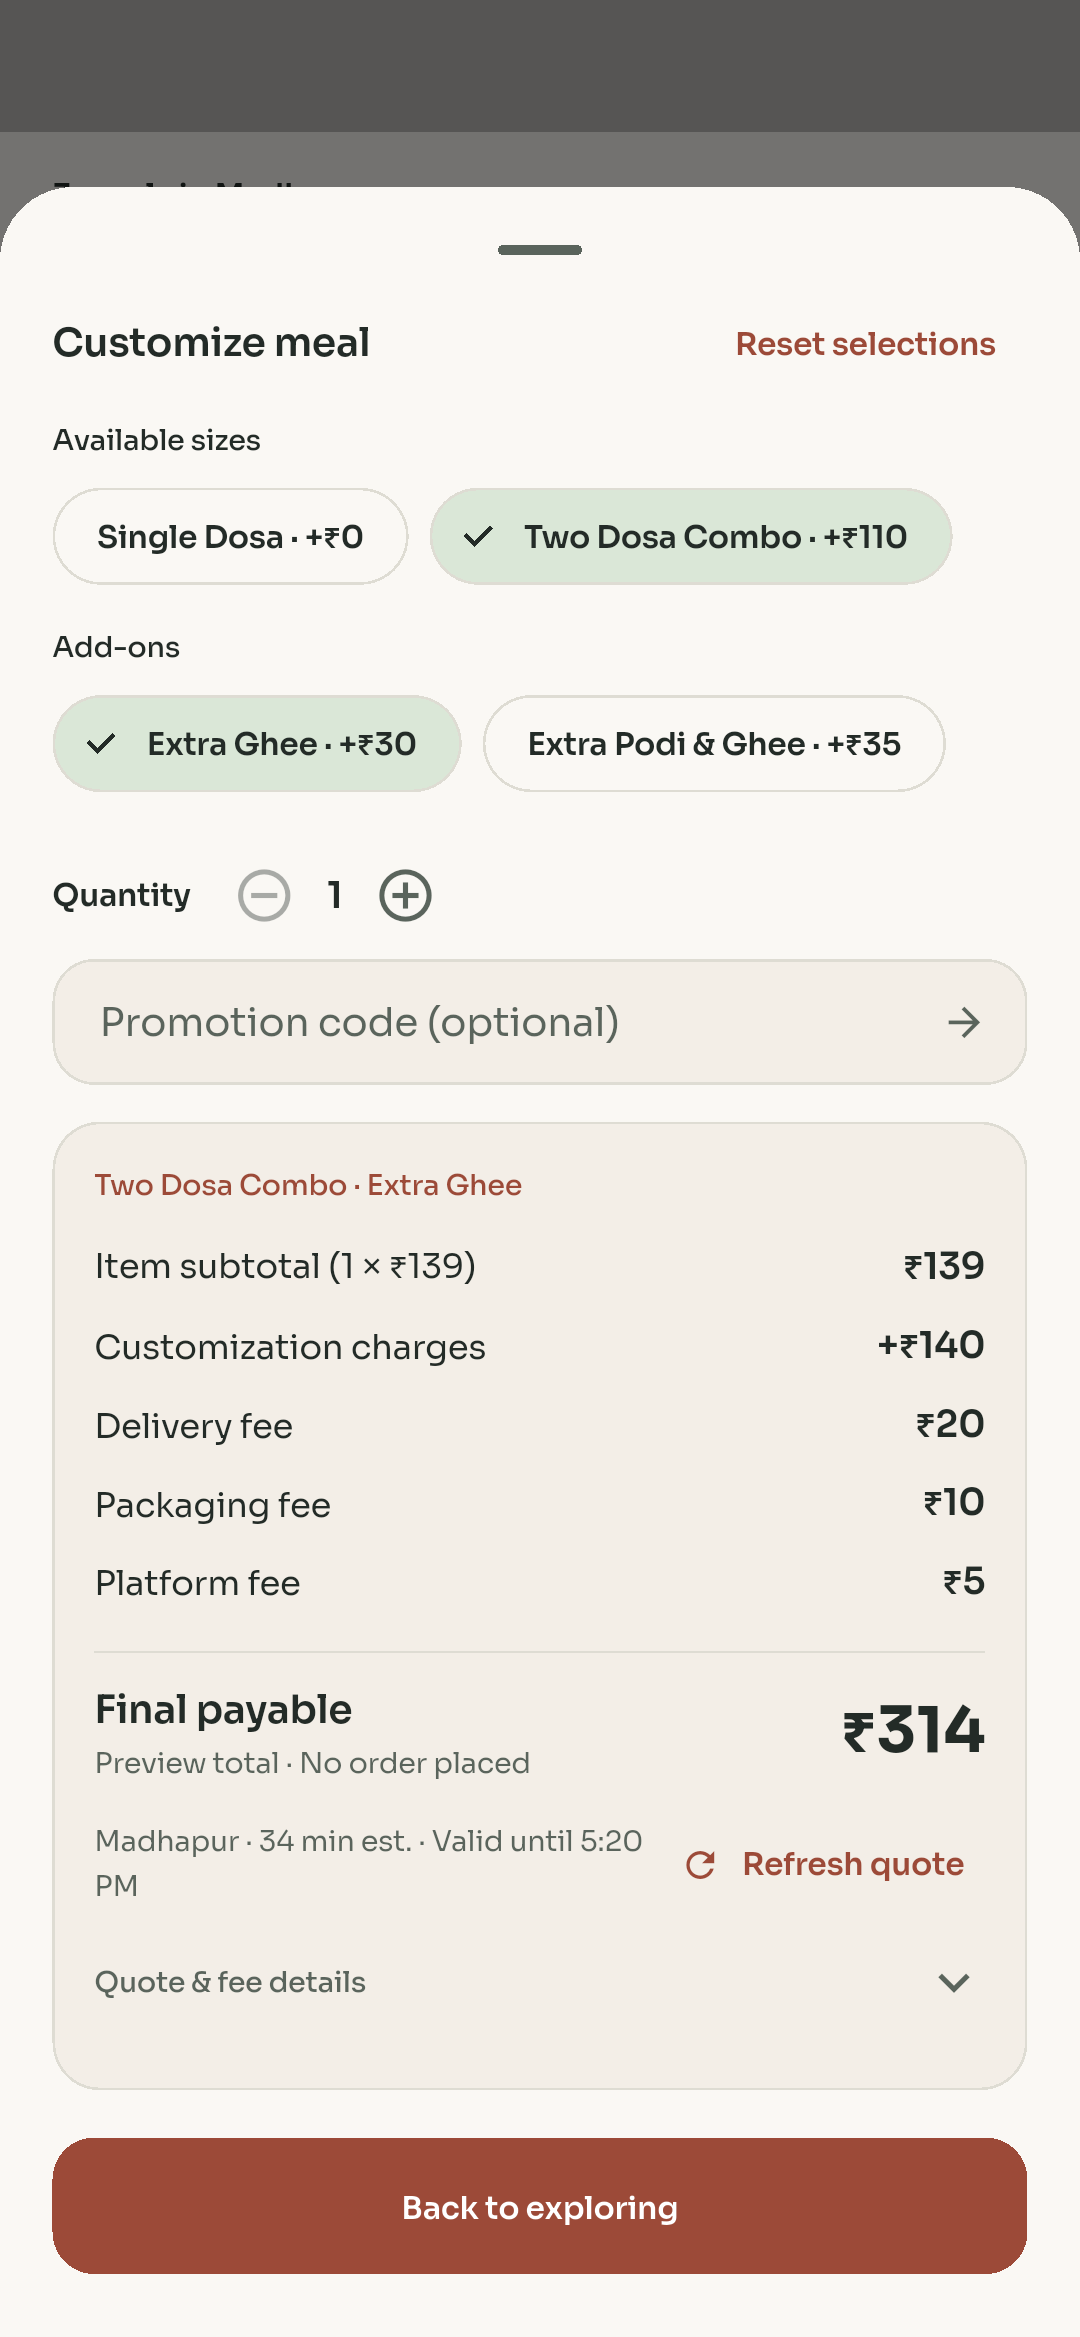 Customize meal
Reset selections
Available sizes
Single Dosa · +₹0
Two Dosa Combo · +₹110
Add-ons
Extra Ghee · +₹30
Extra Podi & Ghee · +₹35
Quantity
1
Promotion code (optional)
Two Dosa Combo · Extra Ghee
Item subtotal (1 × ₹139)
₹139
Customization charges
+₹140
Delivery fee
₹20
Packaging fee
₹10
Platform fee
₹5
Final payable
₹314
Preview total · No order placed
Madhapur · 34 min est. · Valid until 5:20
PM
Refresh quote
Quote & fee details
Back to exploring